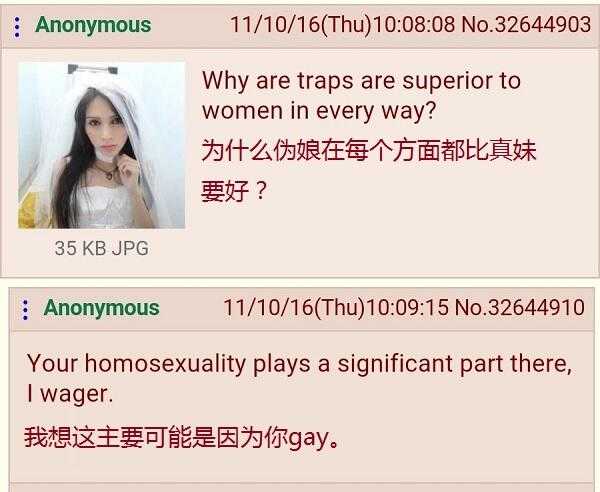 Anonymous 11/10/16(Thu)10:08:08 No.32644903
Why are traps are superior to
women in every way?
为什么伪娘在每个方面都比真妹
要好？
35 KB JPG
Anonymous 11/10/16(Thu)10:09:15 No.32644910
Your homosexuality plays a significant part there,
I wager.
我想这主要可能是因为你gay。